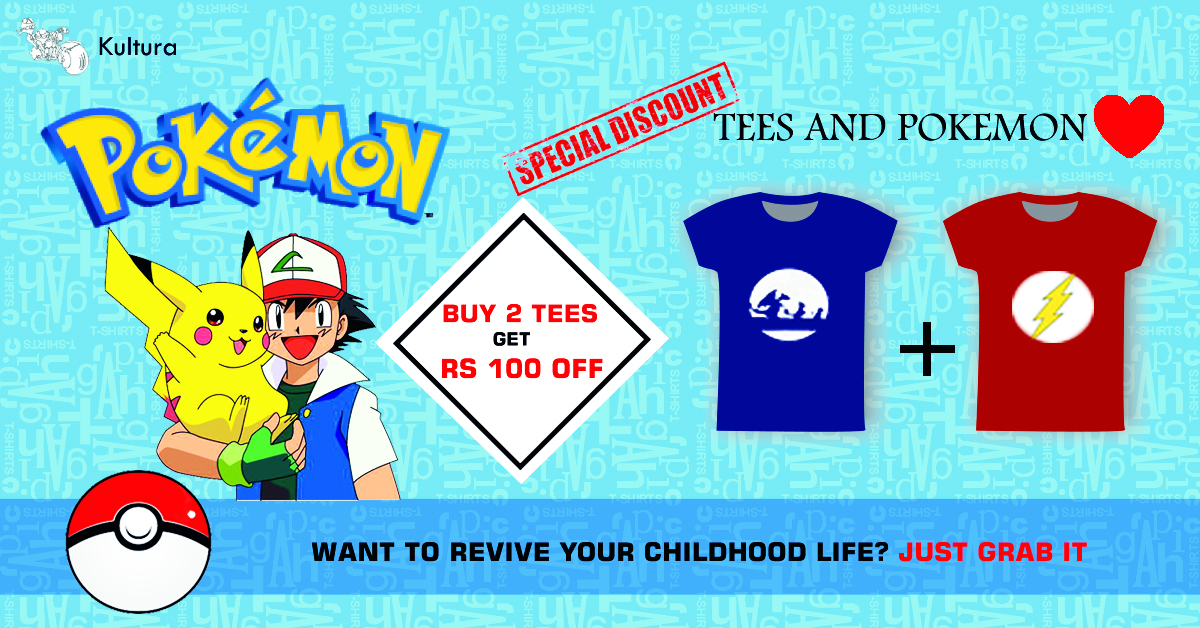 Kultura
POKéMON
TM
SPECIAL DISCOUNT
TEES AND POKEMON
BUY 2 TEES
GET
RS 100 OFF
WANT TO REVIVE YOUR CHILDHOOD LIFE? JUST GRAB IT